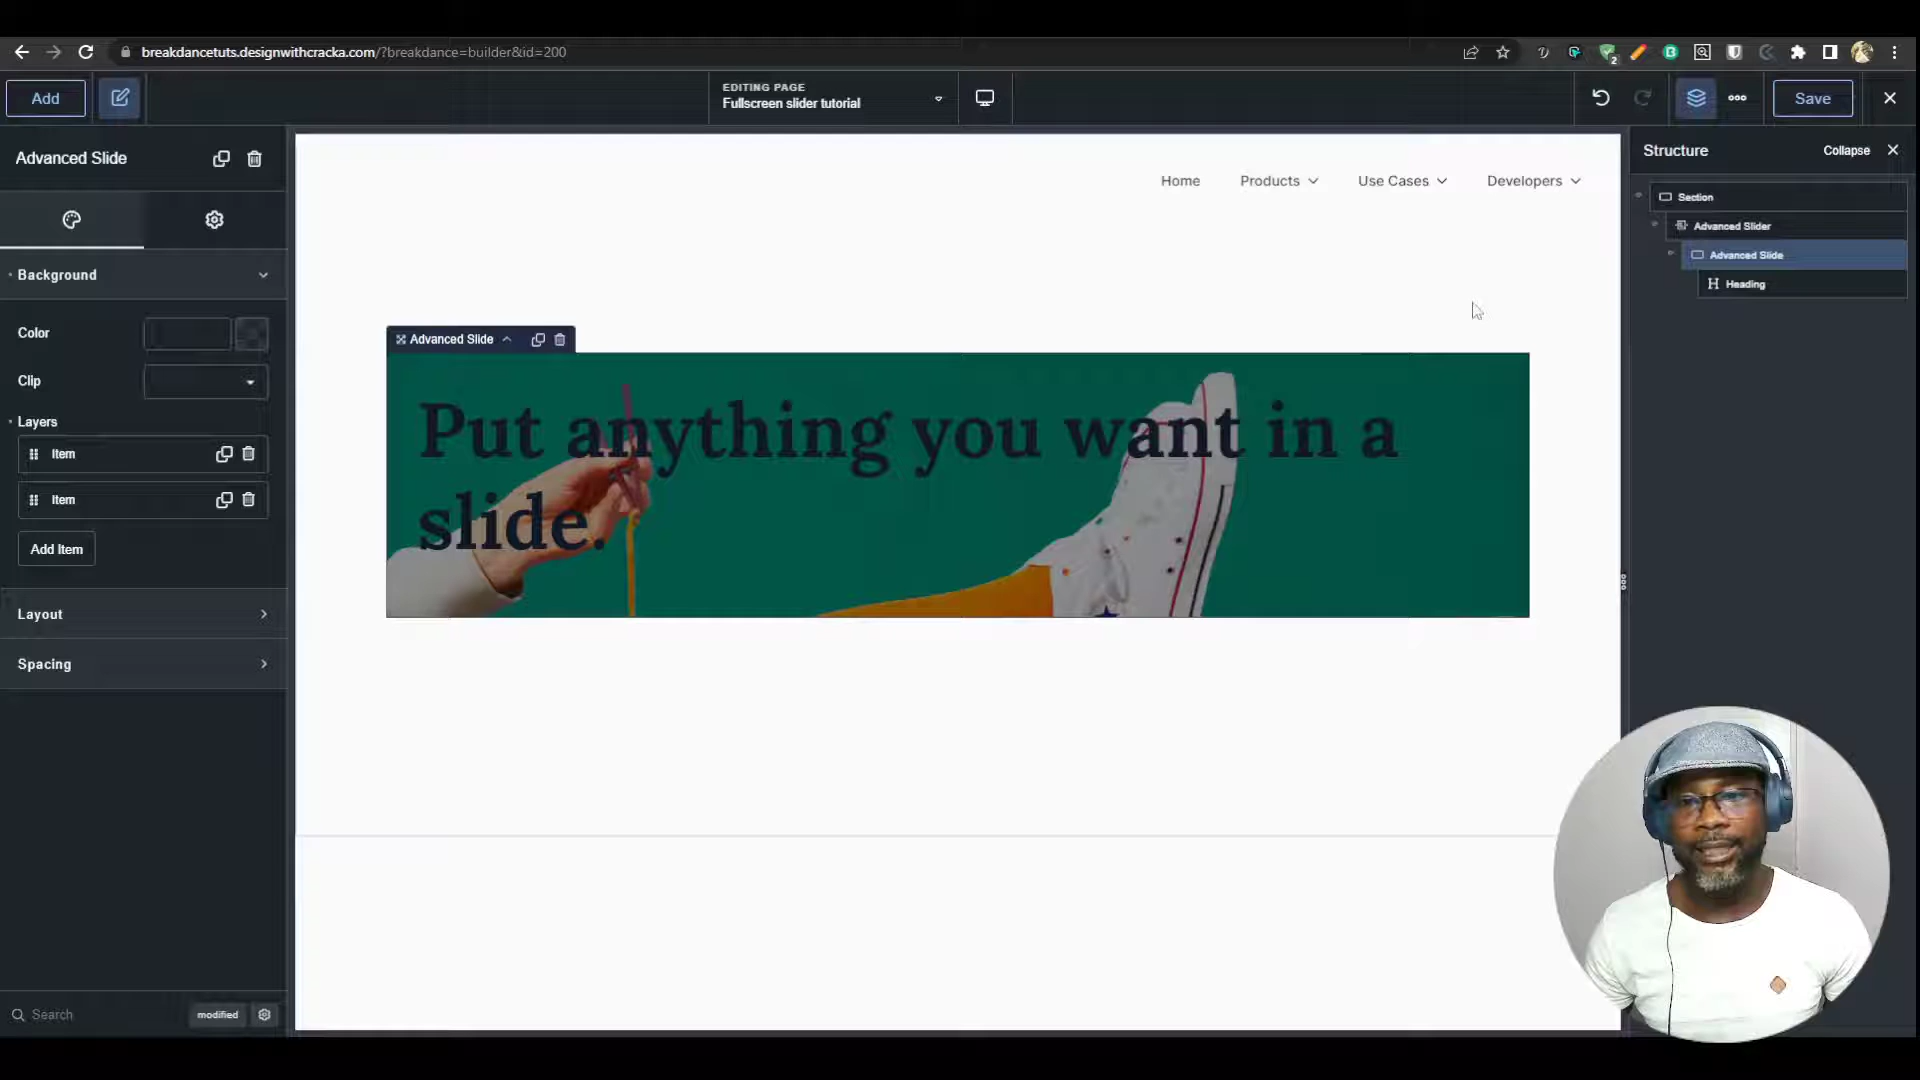 breakdancetuts.designwithcracka.com/?breakdance=builder&id=200
2
Add
EDITING PAGE
Fullscreen slider tutorial
Save
Advanced Slide
Background
Color
Clip
Layers
Item
Item
Add Item
Layout
Spacing
Search
modified
Home
Products
Use Cases
Developers
Advanced Slide
Put anything you want in a
slide.
Structure
Collapse
Section
Advanced Slider
Advanced Slide
Heading